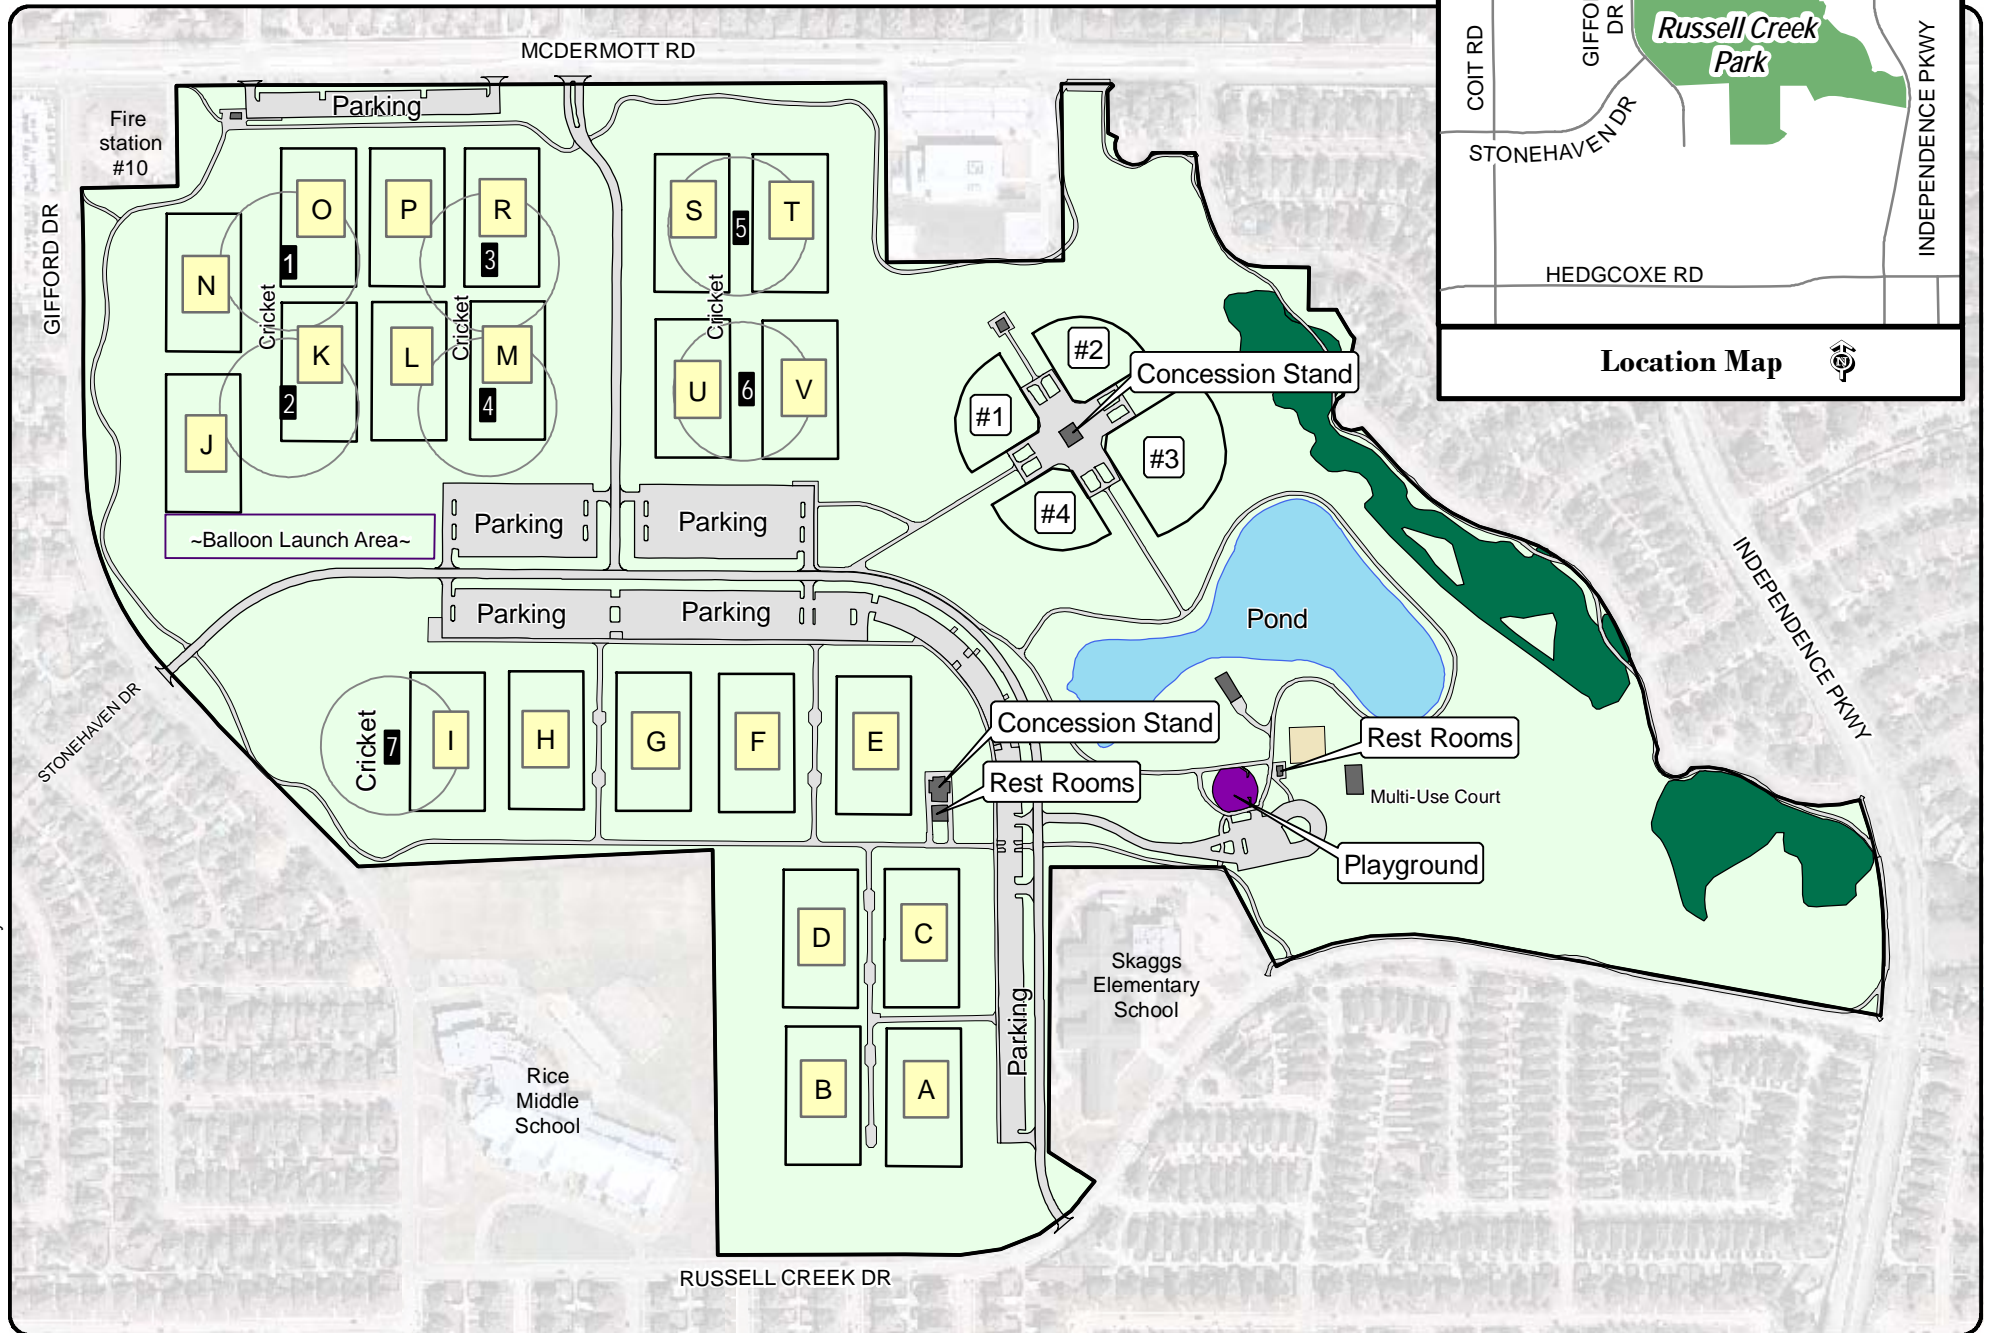 MCDERMOTT RD
Parking
Fire
station
#10
GIFFORD DR
O
P
R
S
T
N
1
3
5
Cricket
Cricket
Cricket
K
L
M
U
V
J
2
4
6
#1
#2
#3
#4
Concession Stand
~Balloon Launch Area~
Parking
Parking
Parking
Parking
Pond
STONEHAVEN DR
Cricket
7
I
H
G
F
E
Concession Stand
Rest Rooms
Rest Rooms
Multi-Use Court
Playground
INDEPENDENCE PKWY
D
C
B
A
Parking
Skaggs
Elementary
School
Rice
Middle
School
RUSSELL CREEK DR
COIT RD
GIFFO
DR
Russell Creek
Park
INDEPENDENCE PKWY
STONEHAVEN DR
HEDGCOXE RD
Location Map
N